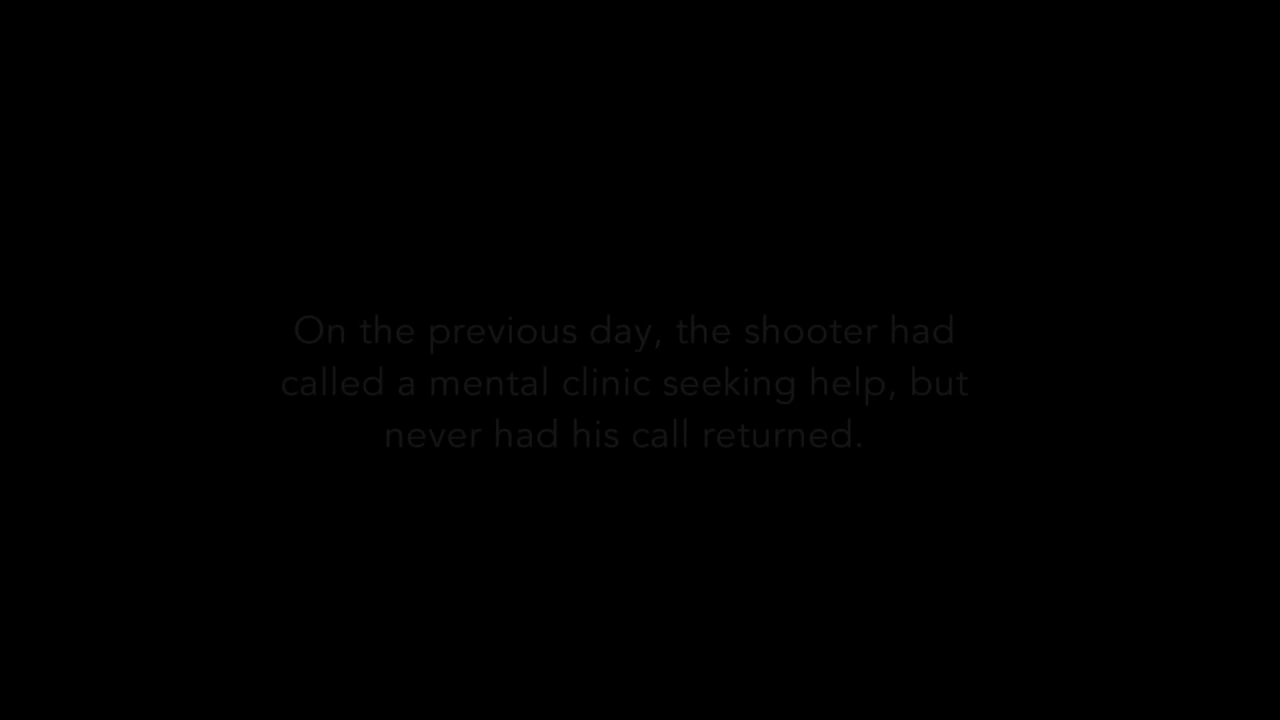 On the previous day, the shooter had
called a mental clinic seeking help, but
never had his call returned.